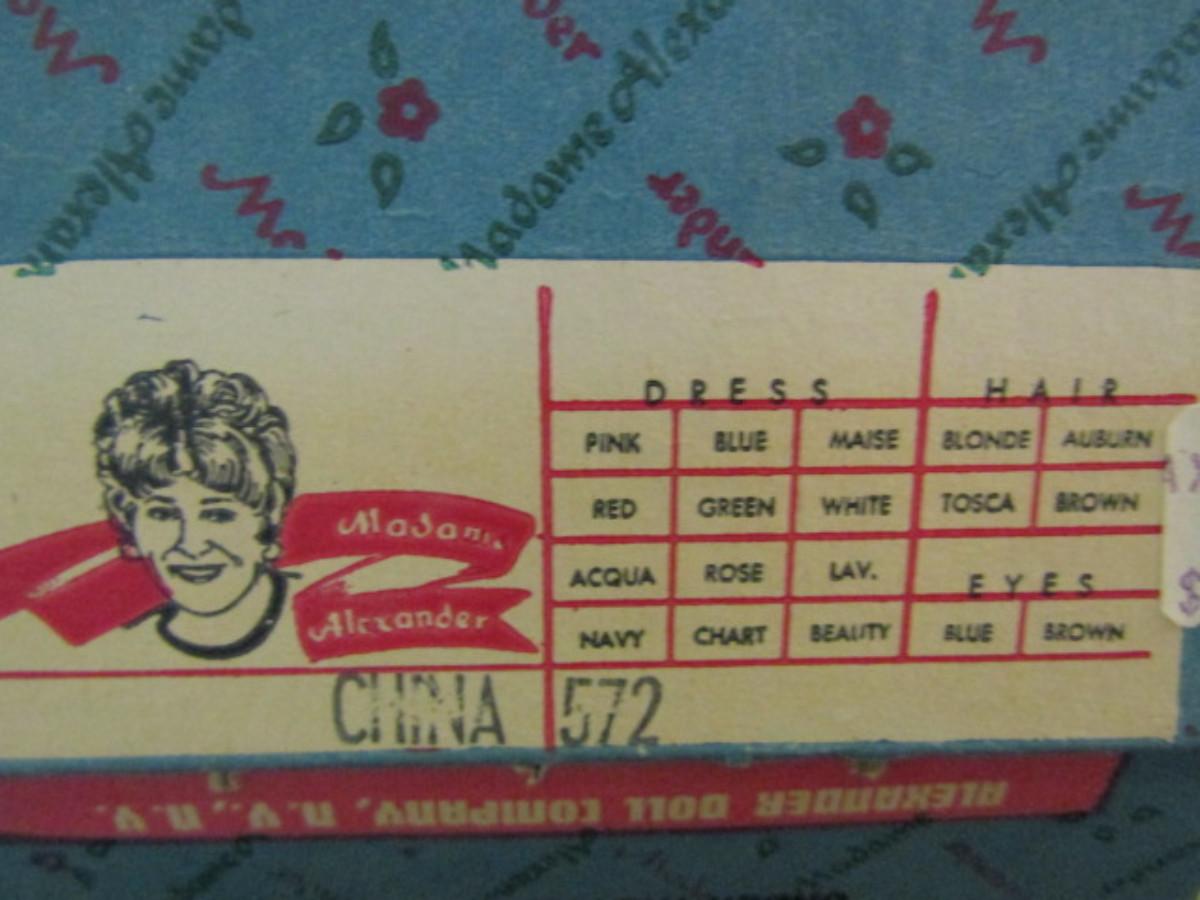 Madame Alexander
Madame
Alexander
DRESS HAIR
PINK BLUE MAISE BLONDE AUBURN
RED GREEN WHITE TOSCA BROWN
ACQUA ROSE LAV.
EYES
NAVY CHART BEAUTY BLUE BROWN
CHINA 572
ALEXANDER DOLL COMPANY, N.Y., N.Y.